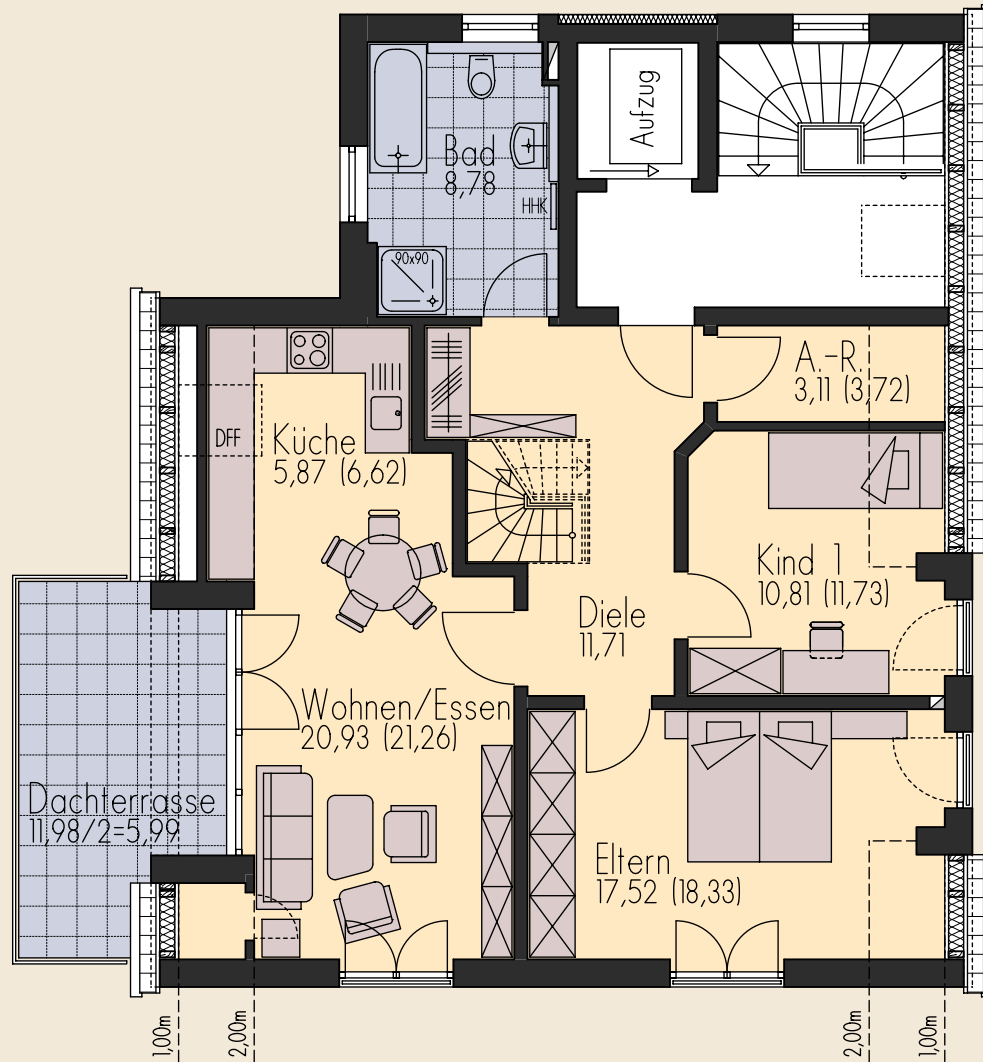 Aufzug
Bad
8,78
HHK
90x90
A.-R.
3,11 (3,72)
DFF
Küche
5,87 (6,62)
Kind 1
10,81 (11,73)
Diele
11,71
Wohnen/Essen
20,93 (21,26)
Dachterrasse
11,98/2=5,99
Eltern
17,52 (18,33)
1,00m
2,00m
2,00m
1,00m